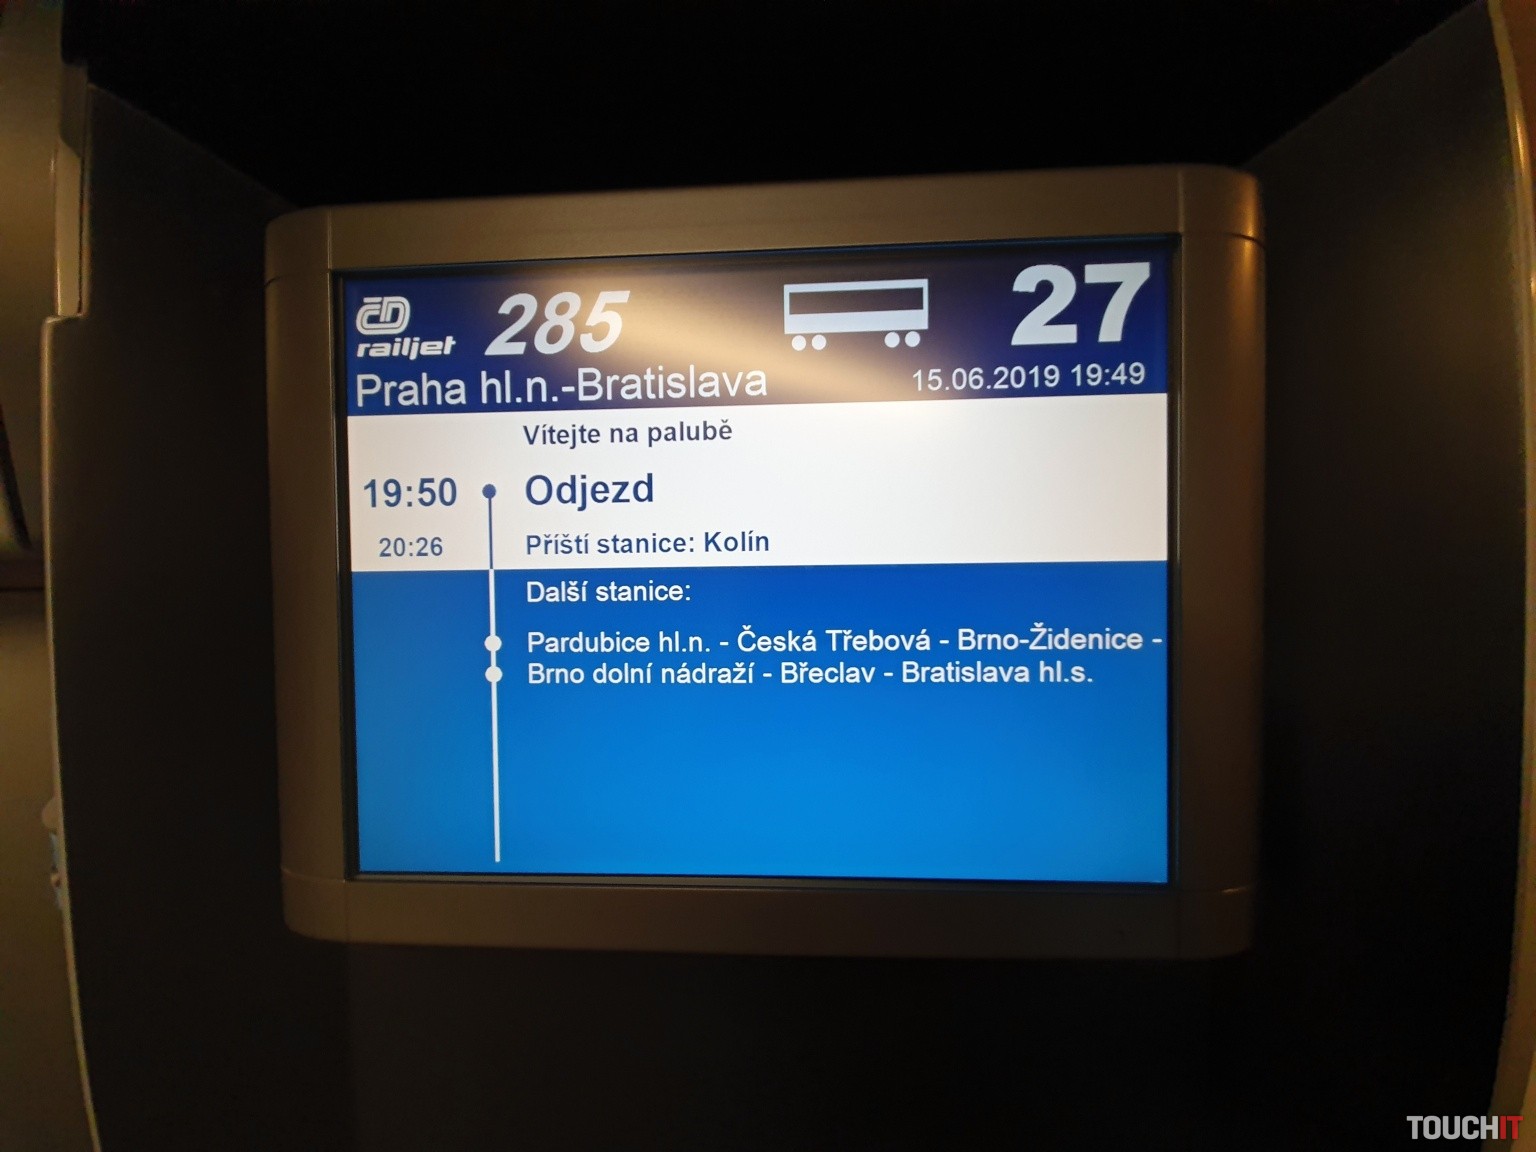 ČD
railjet 285 27
Praha hl.n.-Bratislava 15.06.2019 19:49
Vítejte na palubě
19:50 Odjezd
20:26 Příští stanice: Kolín
Další stanice:
Pardubice hl.n. - Česká Třebová - Brno-Židenice -
Brno dolní nádraží - Břeclav - Bratislava hl.s.
TOUCHIT